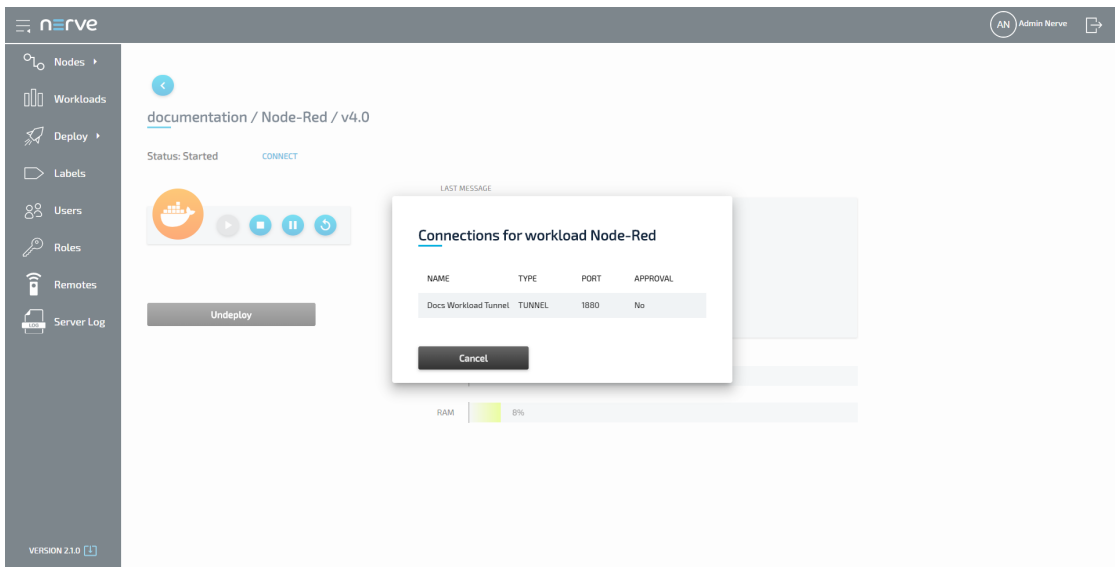 nerve
AN Admin Nerve
Nodes
Workloads
Deploy
Labels
Users
Roles
Remotes
LOG Server Log
VERSION 2.1.0
documentation / Node-Red / v4.0
Status: Started CONNECT
Undeploy
LAST MESSAGE
Connections for workload Node-Red
NAME TYPE PORT APPROVAL
Docs Workload Tunnel TUNNEL 1880 No
Cancel
RAM 8%